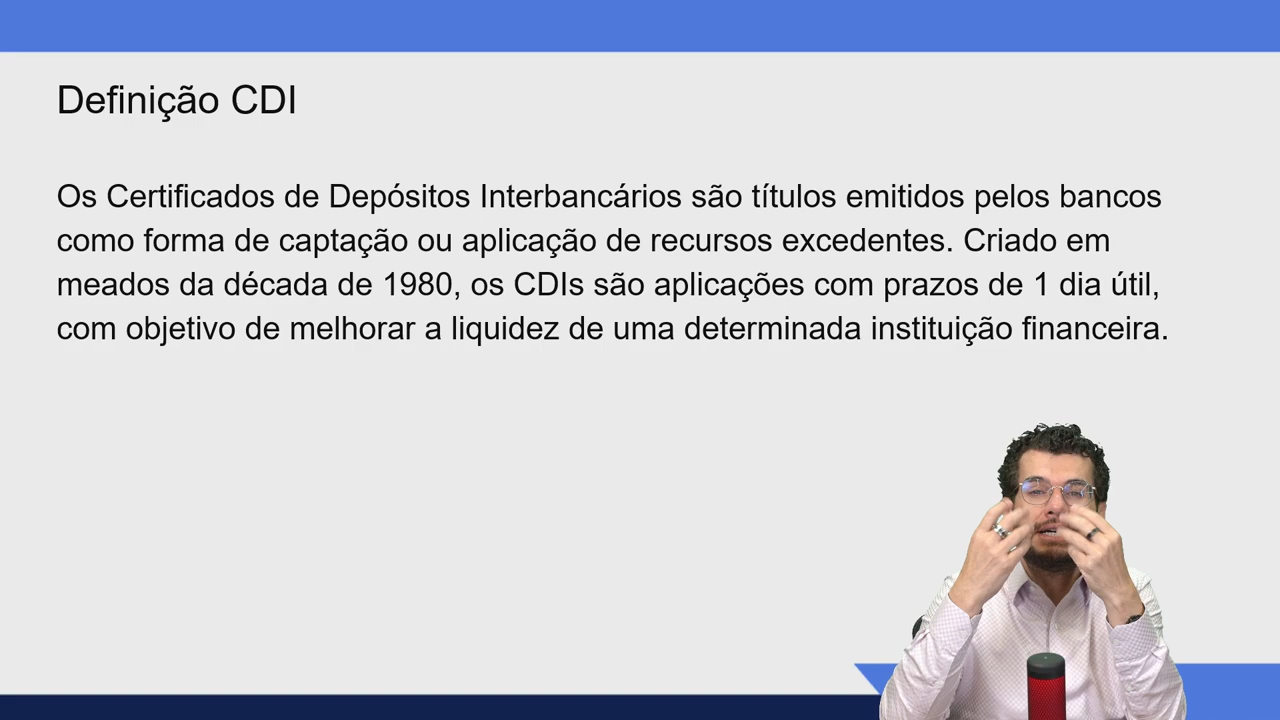 Definição CDI
Os Certificados de Depósitos Interbancários são títulos emitidos pelos bancos
como forma de captação ou aplicação de recursos excedentes. Criado em
meados da década de 1980, os CDIs são aplicações com prazos de 1 dia útil,
com objetivo de melhorar a liquidez de uma determinada instituição financeira.